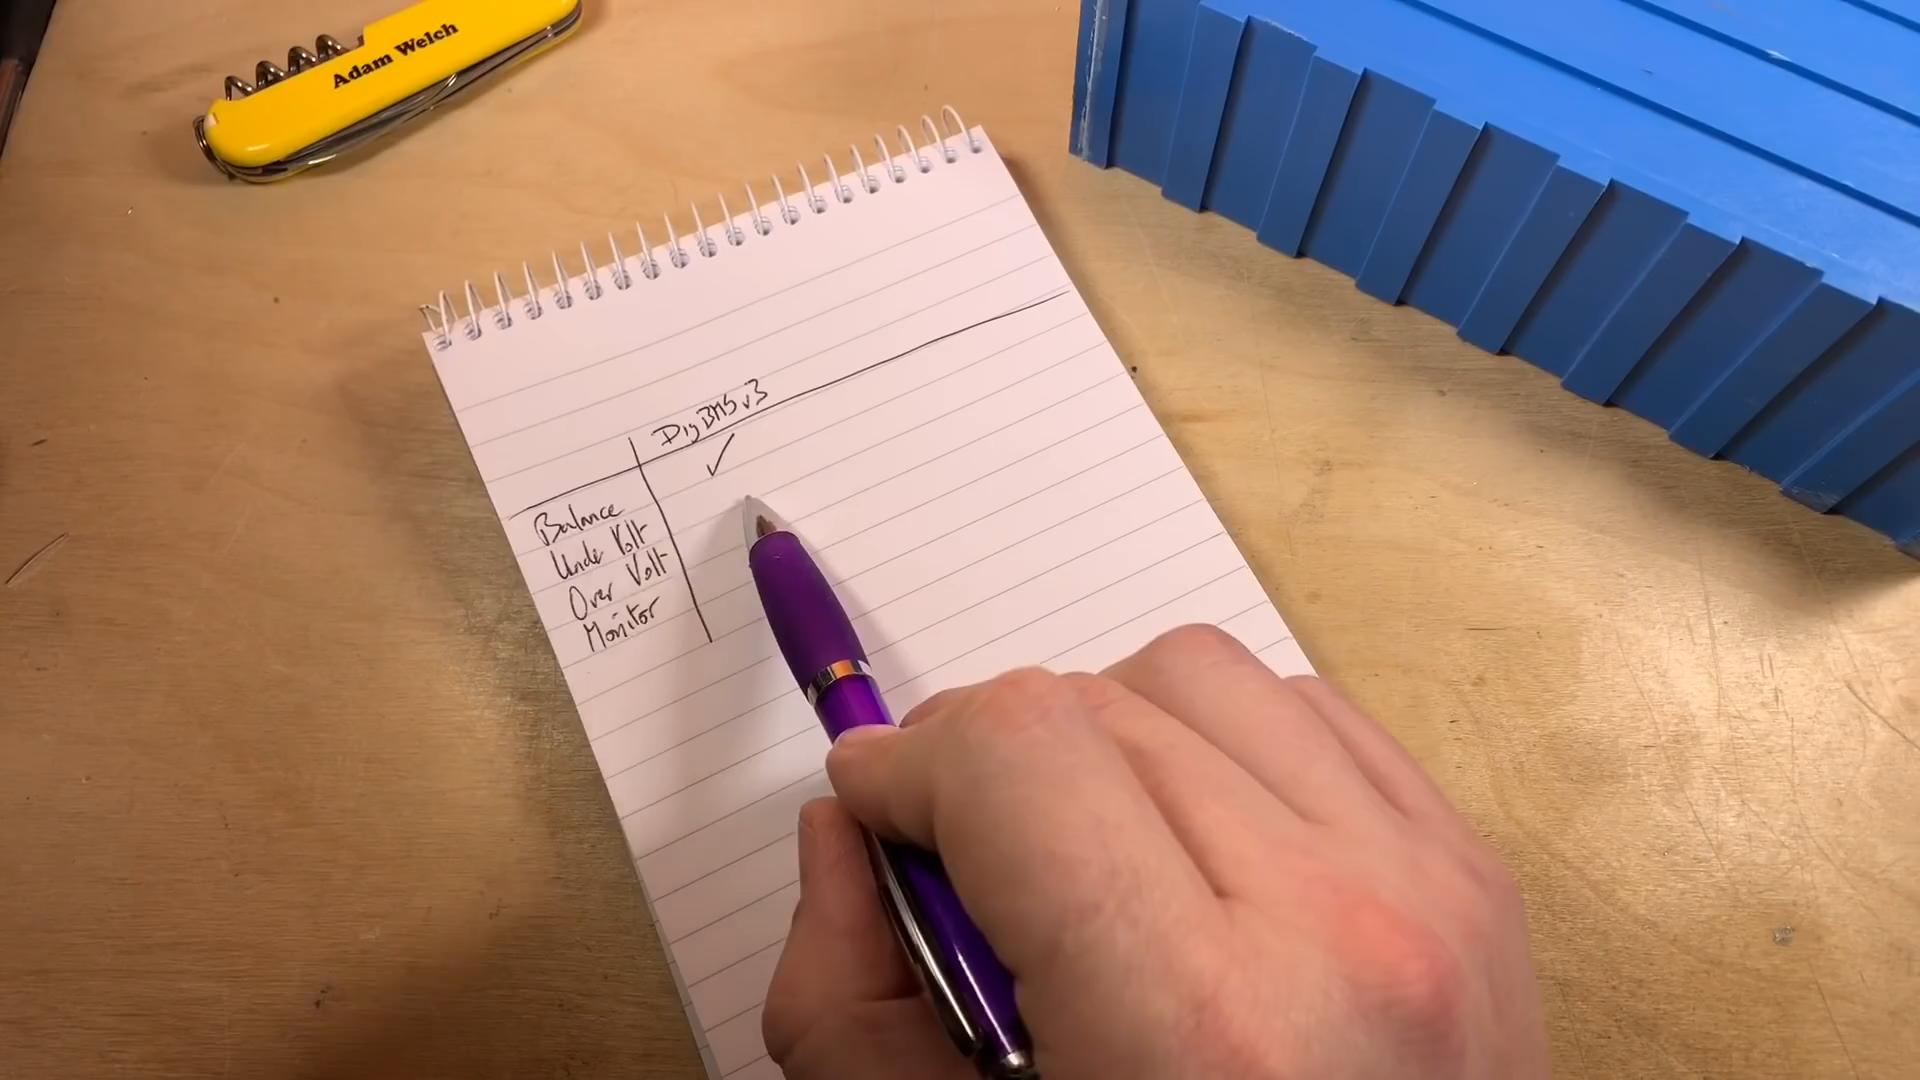 Adam Welch
DiyBMS v3
✓
Balance
Under Volt
Over Volt
Monitor